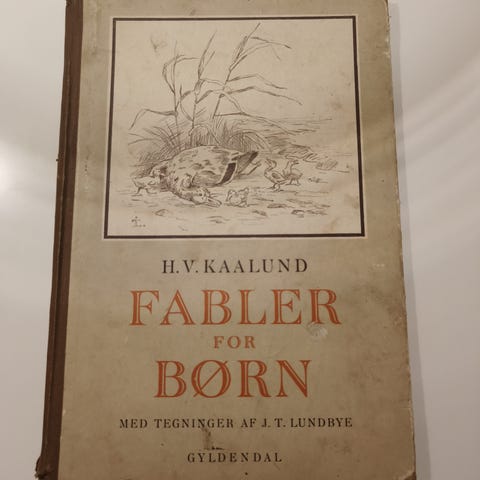 H.V. KAALUND
FABLER
FOR
BØRN
MED TEGNINGER AF J. T. LUNDBYE
GYLDENDAL